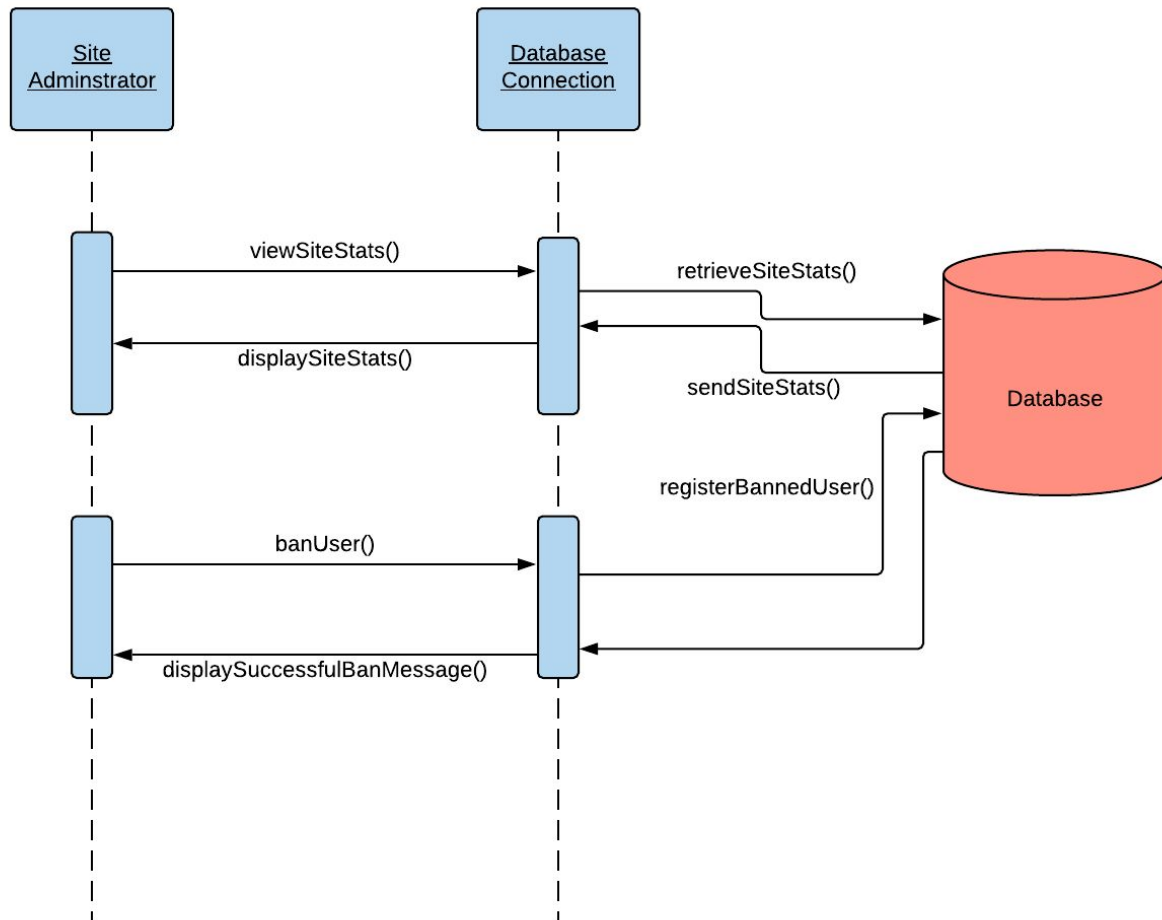 Site
Adminstrator
Database
Connection
viewSiteStats()
retrieveSiteStats()
displaySiteStats()
sendSiteStats()
Database
registerBannedUser()
banUser()
displaySuccessfulBanMessage()